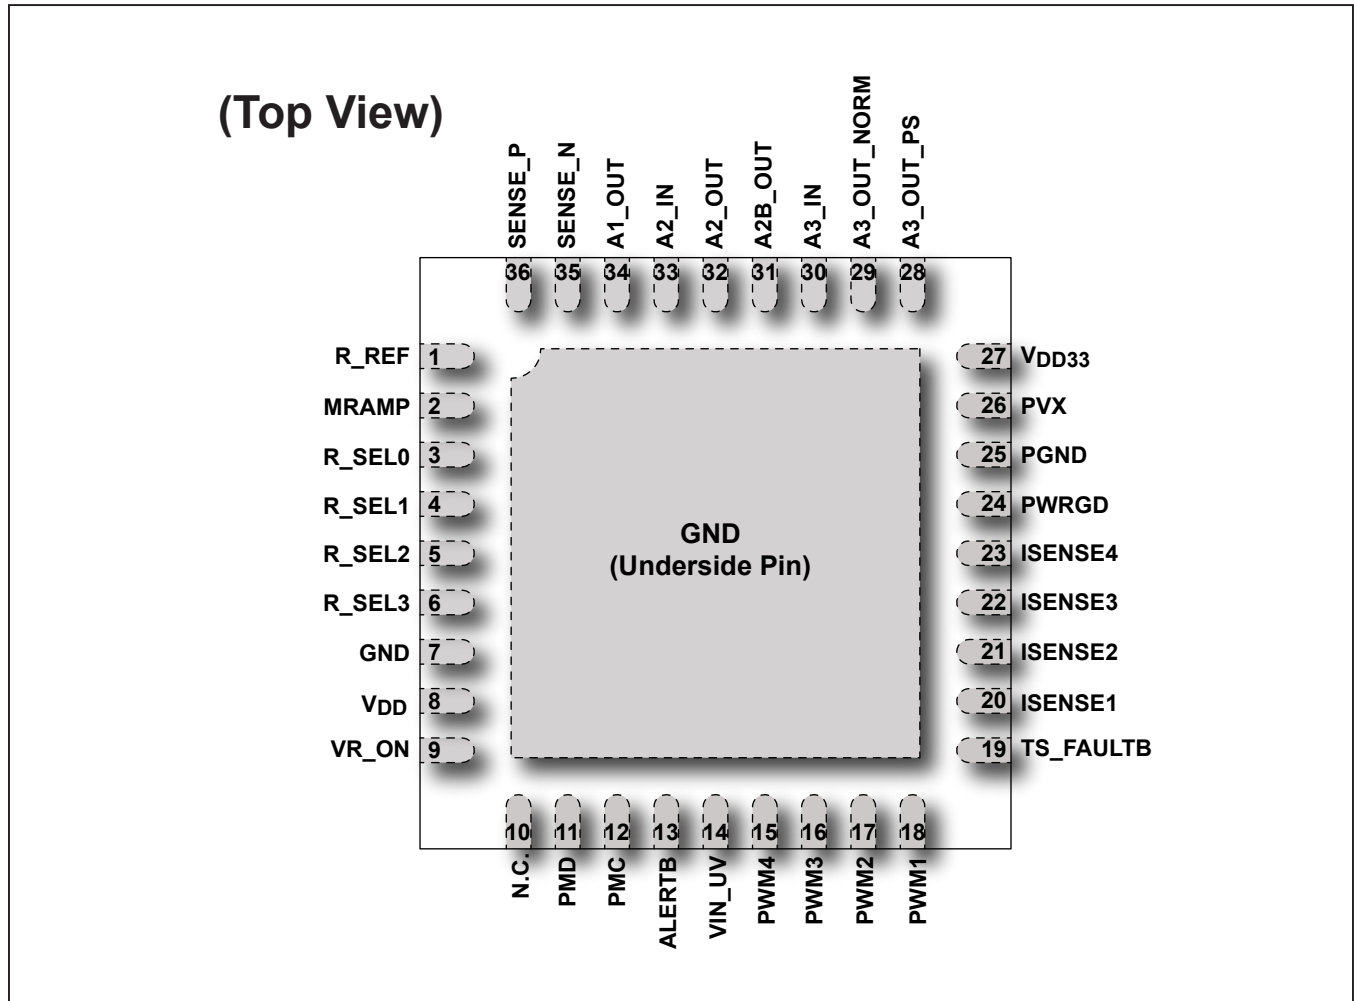 (Top View)
SENSE_P
SENSE_N
A1_OUT
A2_IN
A2_OUT
A2B_OUT
A3_IN
A3_OUT_NORM
A3_OUT_PS
36 35 34 33 32 31 30 29 28
R_REF 1
MRAMP 2
R_SEL0 3
R_SEL1 4
R_SEL2 5
R_SEL3 6
GND 7
VDD 8
VR_ON 9
GND
(Underside Pin)
27 VDD33
26 PVX
25 PGND
24 PWRGD
23 ISENSE4
22 ISENSE3
21 ISENSE2
20 ISENSE1
19 TS_FAULTB
10 11 12 13 14 15 16 17 18
N.C.
PMD
PMC
ALERTB
VIN_UV
PWM4
PWM3
PWM2
PWM1